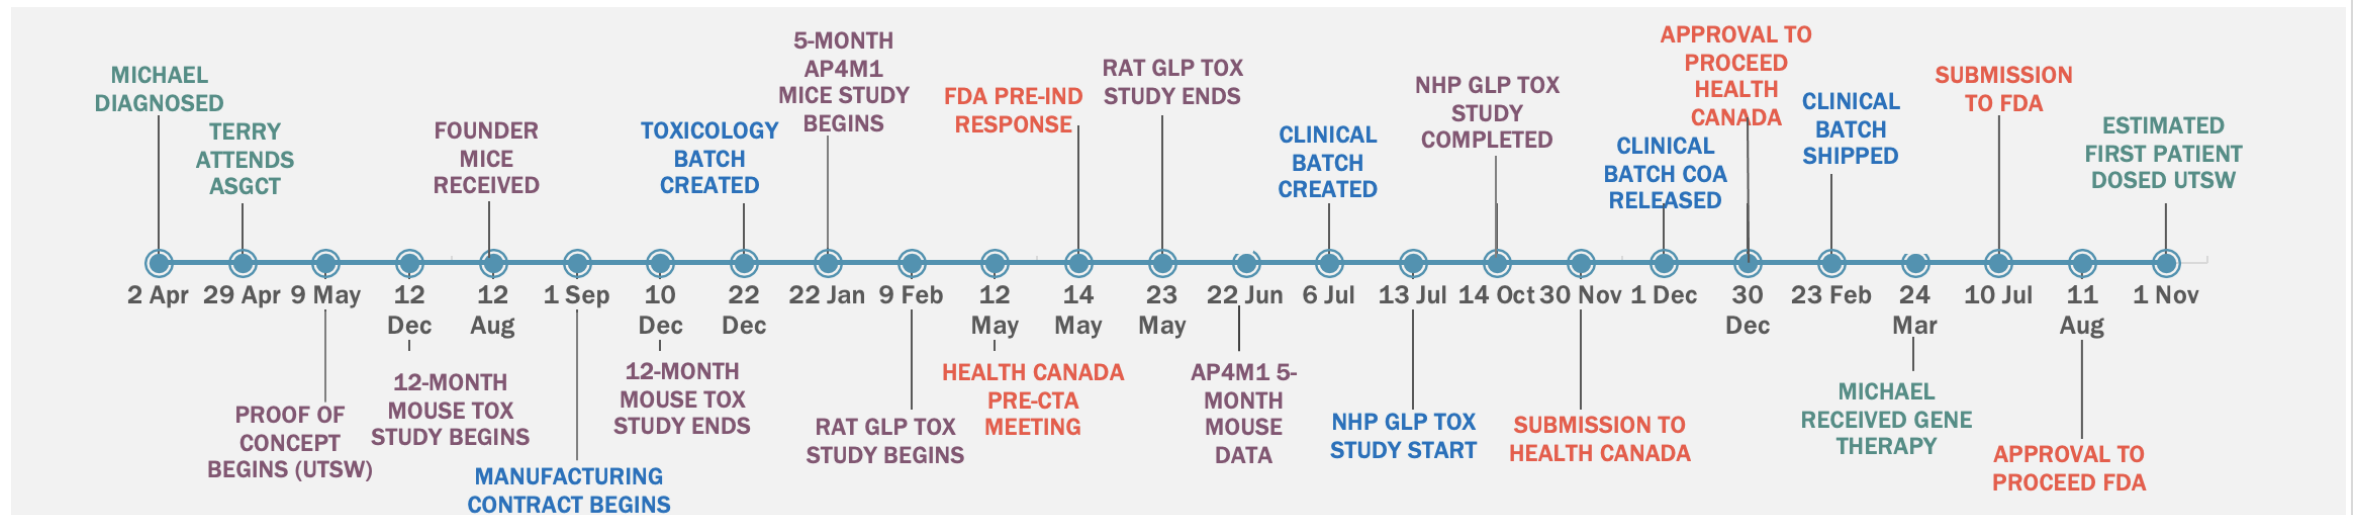 MICHAEL
DIAGNOSED
TERRY
ATTENDS
ASGCT
FOUNDER
MICE
RECEIVED
TOXICOLOGY
BATCH
CREATED
5-MONTH
AP4M1
MICE STUDY
BEGINS
FDA PRE-IND
RESPONSE
RAT GLP TOX
STUDY ENDS
CLINICAL
BATCH
CREATED
NHP GLP TOX
STUDY
COMPLETED
CLINICAL
BATCH COA
RELEASED
APPROVAL TO
PROCEED
HEALTH
CANADA
CLINICAL
BATCH
SHIPPED
SUBMISSION
TO FDA
ESTIMATED
FIRST PATIENT
DOSED UTSW
2 Apr
29 Apr
9 May
12
Dec
12
Aug
1 Sep
10
Dec
22
Dec
22 Jan
9 Feb
12
May
14
May
23
May
22 Jun
6 Jul
13 Jul
14 Oct
30 Nov
1 Dec
30
Dec
23 Feb
24
Mar
10 Jul
11
Aug
1 Nov
PROOF OF
CONCEPT
BEGINS (UTSW)
12-MONTH
MOUSE TOX
STUDY BEGINS
MANUFACTURING
CONTRACT BEGINS
12-MONTH
MOUSE TOX
STUDY ENDS
RAT GLP TOX
STUDY BEGINS
HEALTH CANADA
PRE-CTA
MEETING
AP4M1 5-
MONTH
MOUSE
DATA
NHP GLP TOX
STUDY START
SUBMISSION TO
HEALTH CANADA
MICHAEL
RECEIVED GENE
THERAPY
APPROVAL TO
PROCEED FDA